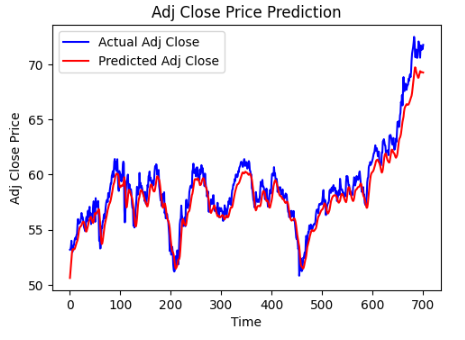 Adj Close Price Prediction
Actual Adj Close
Predicted Adj Close
Adj Close Price
70
65
60
55
50
0 100 200 300 400 500 600 700
Time